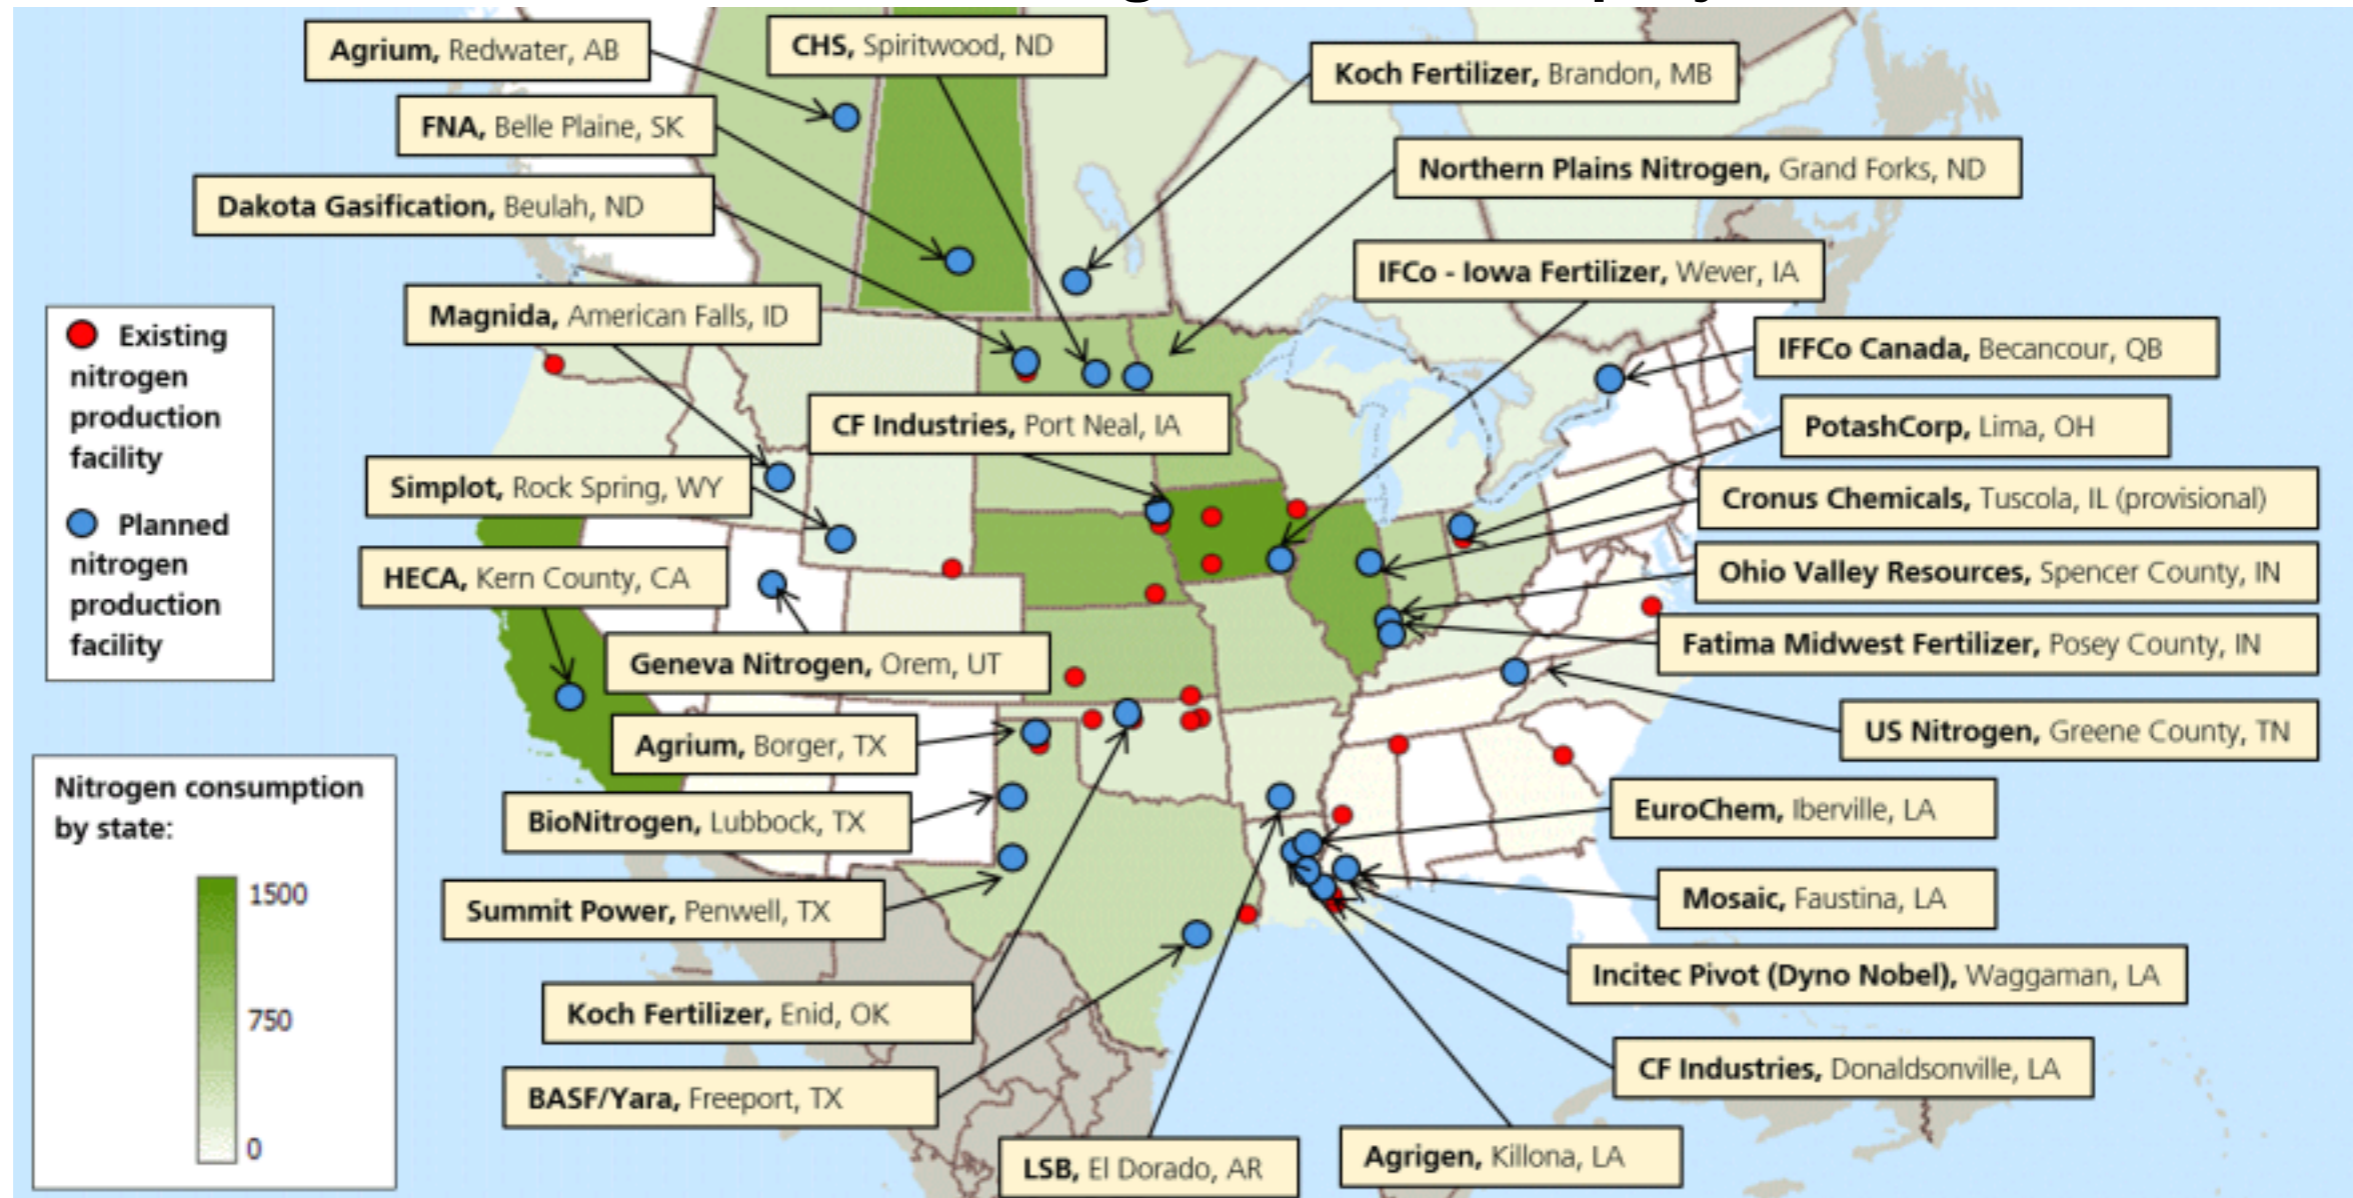 Agrium, Redwater, AB
CHS, Spiritwood, ND
Koch Fertilizer, Brandon, MB
FNA, Belle Plaine, SK
Northern Plains Nitrogen, Grand Forks, ND
Dakota Gasification, Beulah, ND
IFCo - Iowa Fertilizer, Wever, IA
Magnida, American Falls, ID
IFFCo Canada, Becancour, QB
Existing
nitrogen
production
facility
Planned
nitrogen
production
facility
CF Industries, Port Neal, IA
PotashCorp, Lima, OH
Simplot, Rock Spring, WY
Cronus Chemicals, Tuscola, IL (provisional)
HECA, Kern County, CA
Ohio Valley Resources, Spencer County, IN
Geneva Nitrogen, Orem, UT
Fatima Midwest Fertilizer, Posey County, IN
Agrium, Borger, TX
US Nitrogen, Greene County, TN
Nitrogen consumption
by state:
1500
750
0
BioNitrogen, Lubbock, TX
EuroChem, Iberville, LA
Summit Power, Penwell, TX
Mosaic, Faustina, LA
Koch Fertilizer, Enid, OK
Incitec Pivot (Dyno Nobel), Waggaman, LA
BASF/Yara, Freeport, TX
CF Industries, Donaldsonville, LA
LSB, El Dorado, AR
Agrigen, Killona, LA